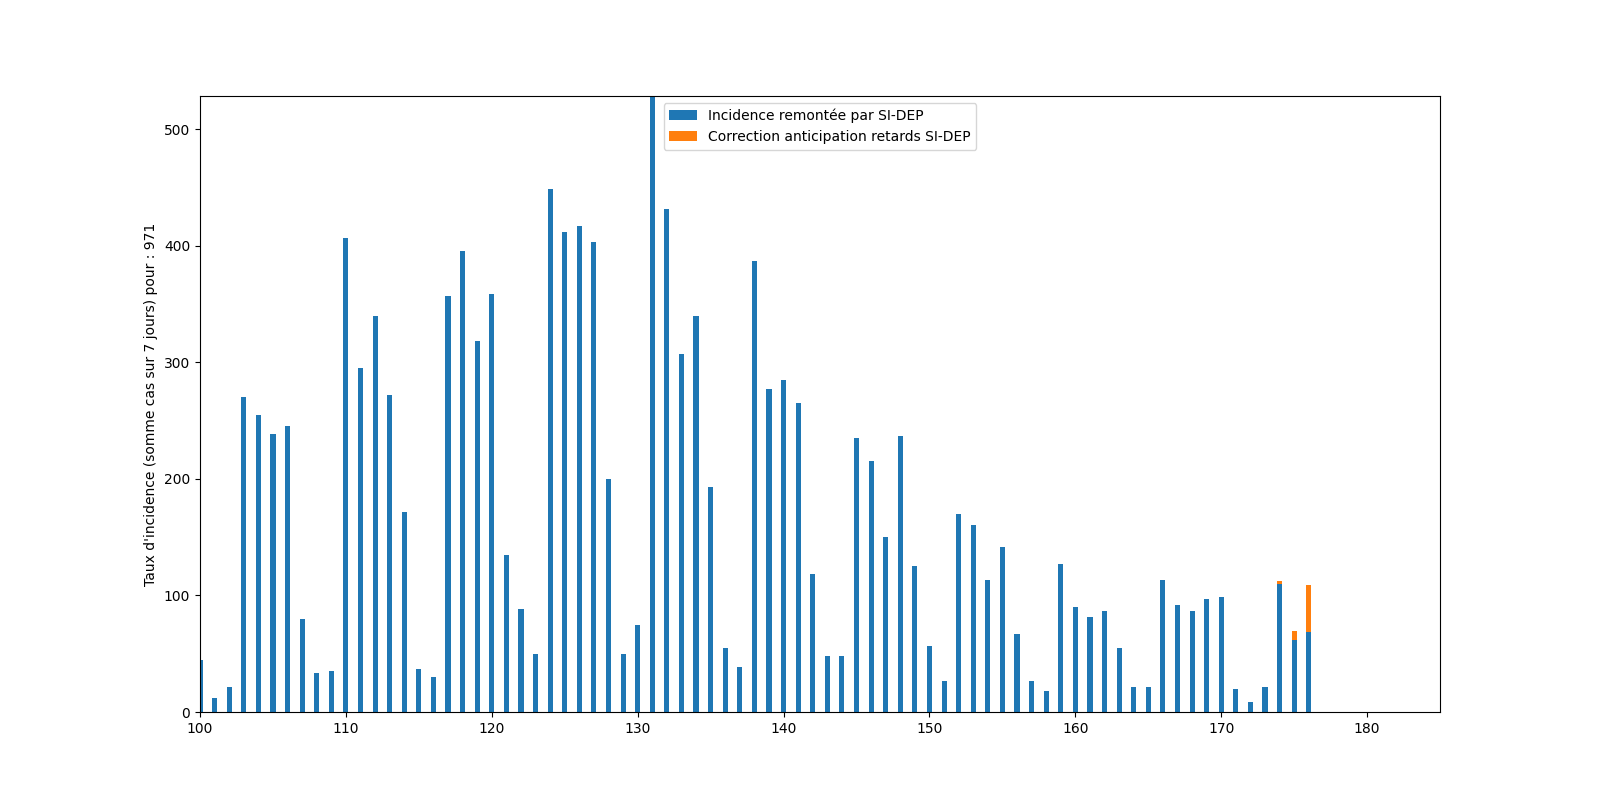 Incidence remontée par SI-DEP
Correction anticipation retards SI-DEP
Taux d'incidence (somme cas sur 7 jours) pour : 971
500
400
300
200
100
0
100 110 120 130 140 150 160 170 180